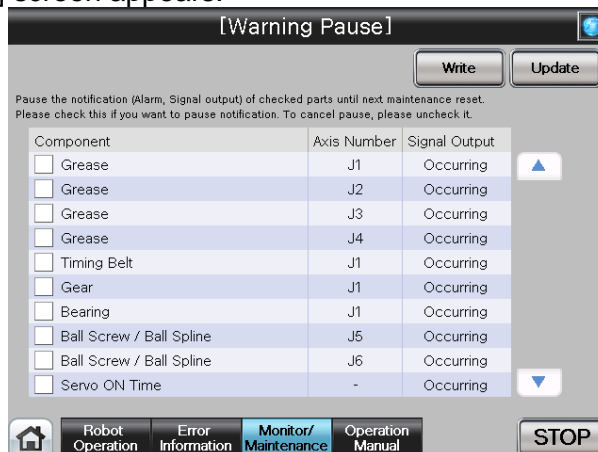 screen appears.
[Warning Pause]
Write Update
Pause the notification (Alarm, Signal output) of checked parts until next maintenance reset.
Please check this if you want to pause notification. To cancel pause, please uncheck it.
Component Axis Number Signal Output
Grease J1 Occurring
Grease J2 Occurring
Grease J3 Occurring
Grease J4 Occurring
Timing Belt J1 Occurring
Gear J1 Occurring
Bearing J1 Occurring
Ball Screw / Ball Spline J5 Occurring
Ball Screw / Ball Spline J6 Occurring
Servo ON Time - Occurring
Robot Operation Error Information Monitor/ Maintenance Operation Manual STOP